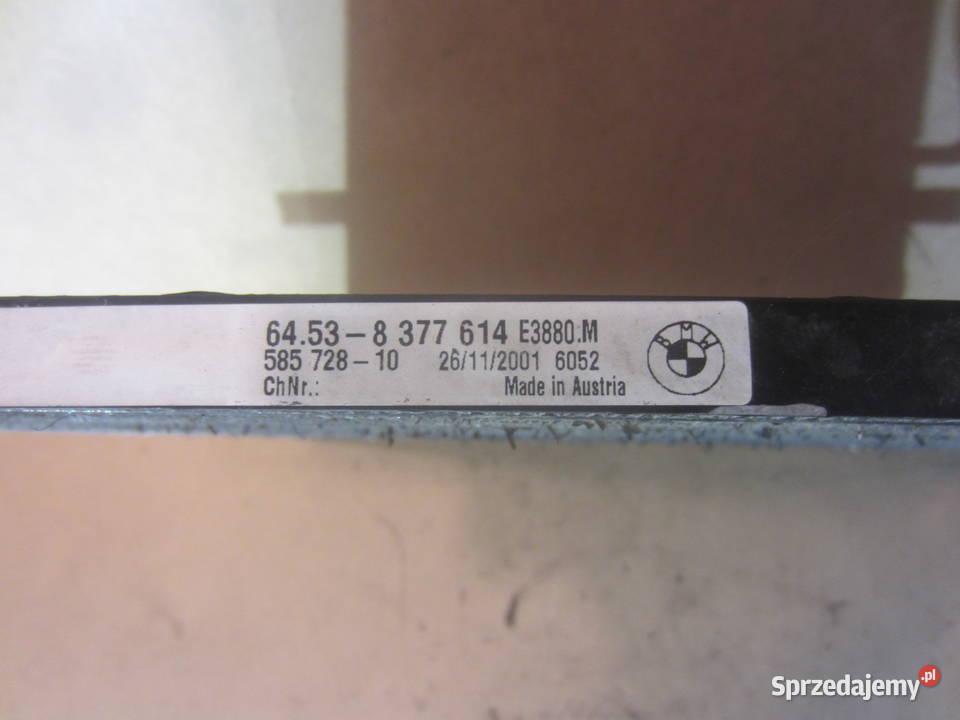 64.53-8 377 614 E3880.M
585 728-10 26/11/2001 6052
ChNr.: Made in Austria
BMW
Sprzedajemy.pl